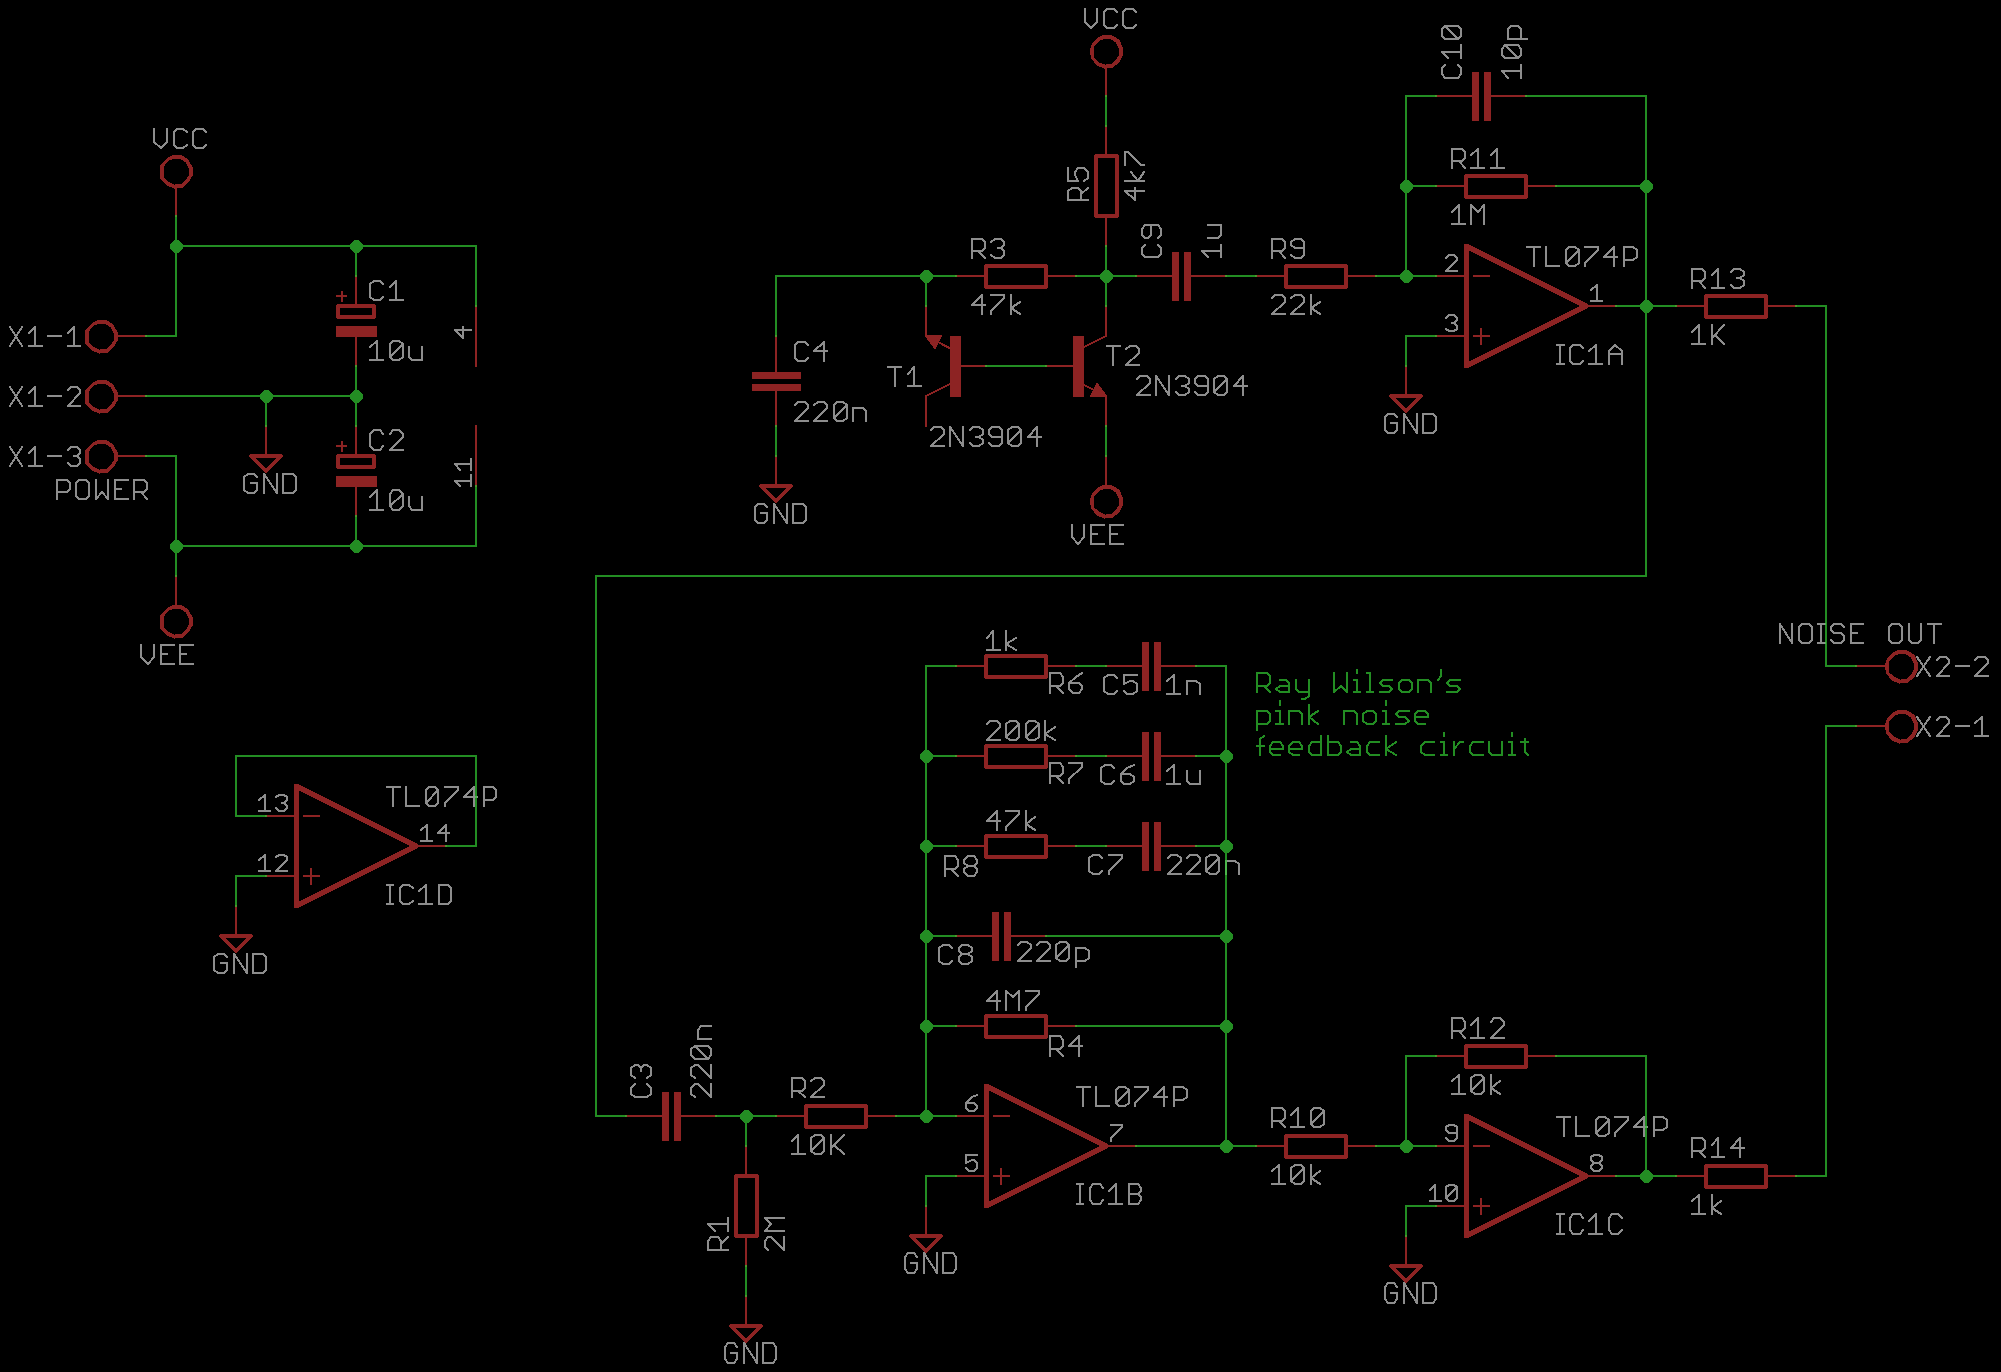 VCC
X1-1
X1-2
X1-3
POWER
GND
+
C1
10u
+
C2
10u
4
11
VEE
VCC
R5
4k7
R3
47k
C4
220n
GND
T1
2N3904
T2
2N3904
VEE
C9
1u
R9
22k
C10
10p
R11
1M
2
3
1
TL074P
IC1A
GND
R13
1K
NOISE OUT
X2-2
X2-1
13
12
14
TL074P
IC1D
GND
1k
R6
C5
1n
200k
R7
C6
1u
47k
R8
C7
220n
C8
220p
4M7
R4
Ray Wilson's
pink noise
feedback circuit
C3
220n
R2
10K
R1
2M
GND
6
5
7
TL074P
IC1B
GND
R10
10k
R12
10k
9
10
8
TL074P
IC1C
GND
R14
1k